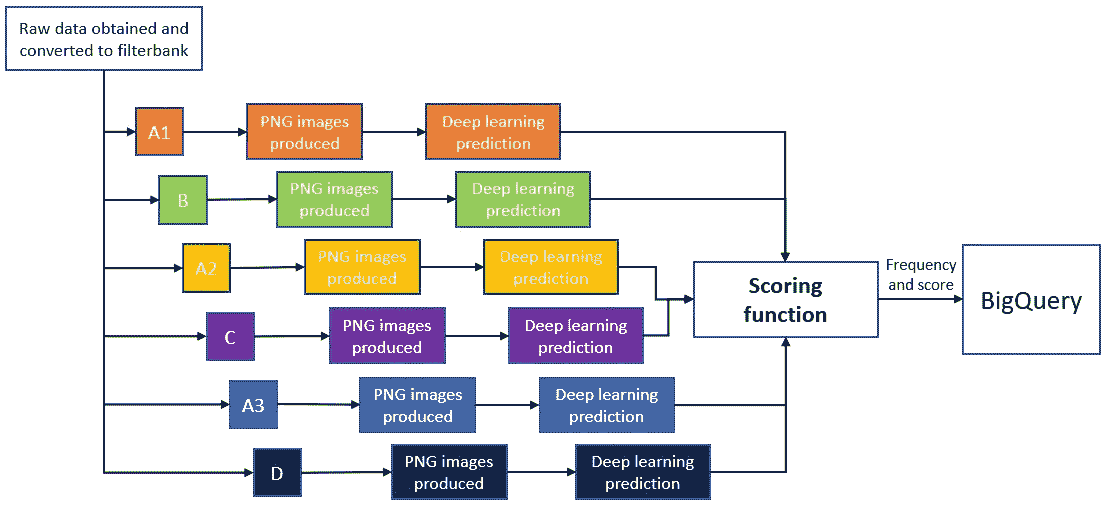 Raw data obtained and
converted to filterbank
A1
PNG images
produced
Deep learning
prediction
B
PNG images
produced
Deep learning
prediction
A2
PNG images
produced
Deep learning
prediction
C
PNG images
produced
Deep learning
prediction
A3
PNG images
produced
Deep learning
prediction
D
PNG images
produced
Deep learning
prediction
Scoring
function
Frequency
and score
BigQuery